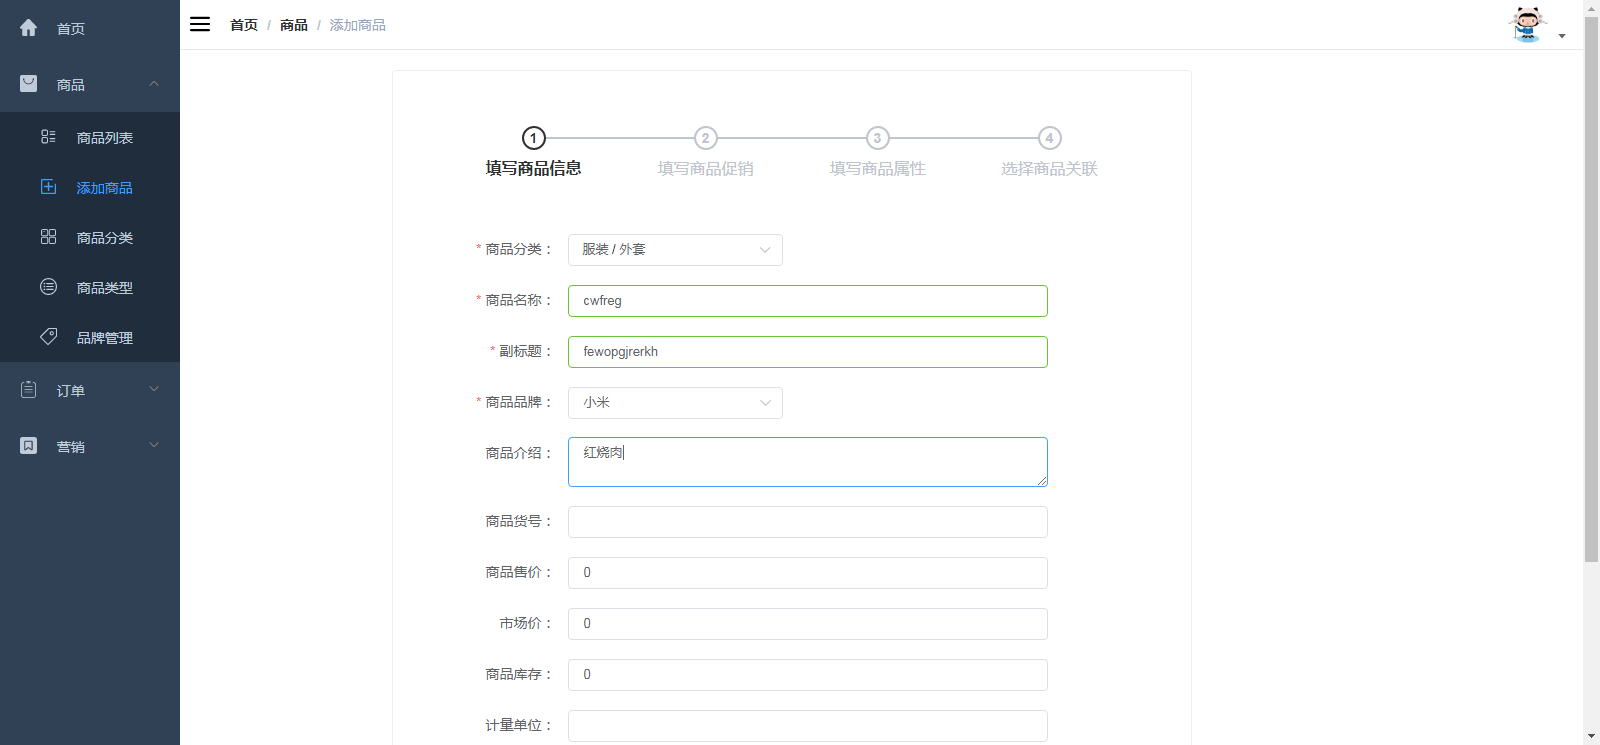 首页
商品
商品列表
添加商品
商品分类
商品类型
品牌管理
订单
营销
首页 / 商品 / 添加商品
1 2 3 4
填写商品信息 填写商品促销 填写商品属性 选择商品关联
* 商品分类： 服装 / 外套
* 商品名称： cwfreg
* 副标题： fewopgjrerkh
* 商品品牌： 小米
商品介绍： 红烧肉
商品货号：
商品售价： 0
市场价： 0
商品库存： 0
计量单位：